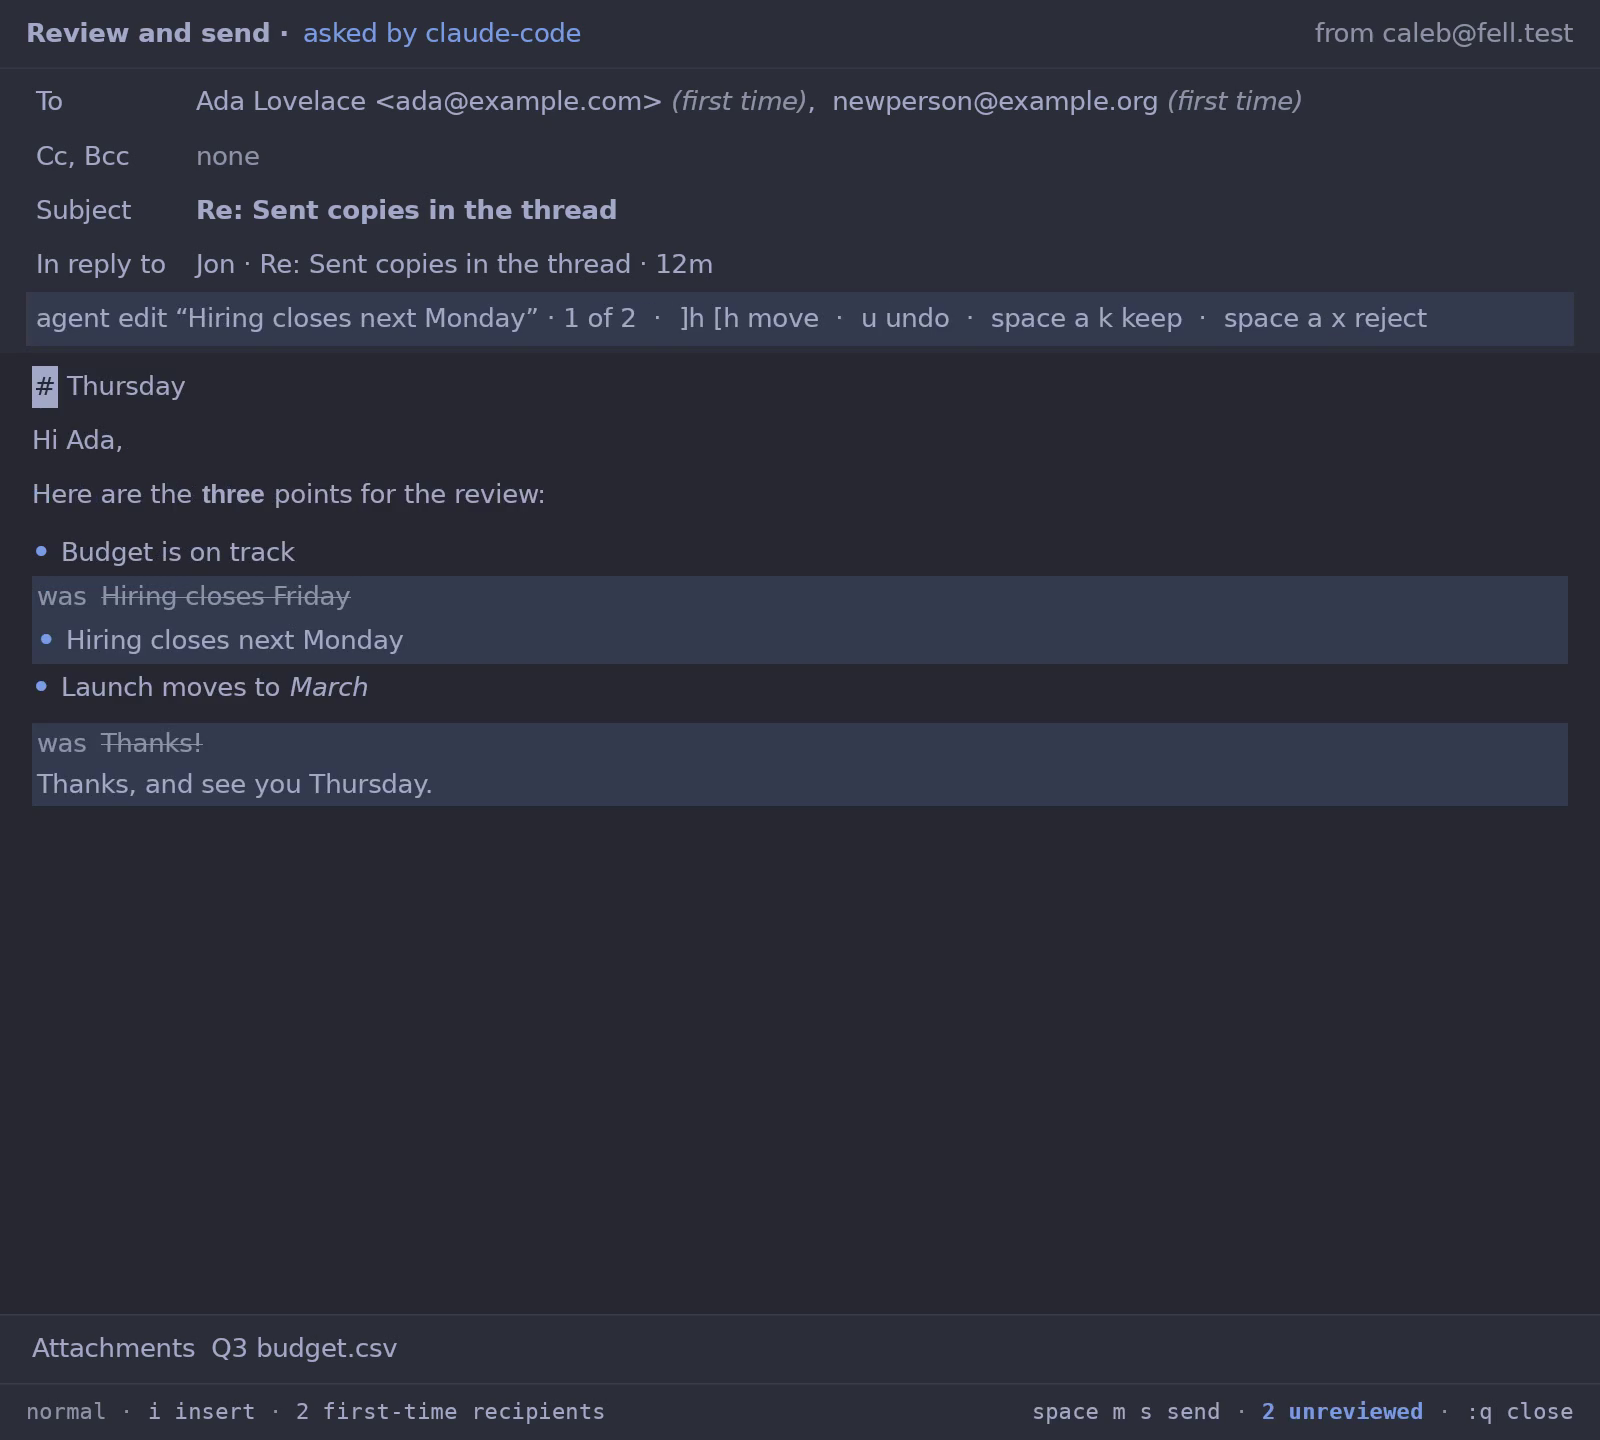 Review and send · asked by claude-code from caleb@fell.test
To Ada Lovelace <ada@example.com> (first time), newperson@example.org (first time)
Cc, Bcc none
Subject Re: Sent copies in the thread
In reply to Jon · Re: Sent copies in the thread · 12m
agent edit “Hiring closes next Monday” · 1 of 2 · ]h [h move · u undo · space a k keep · space a x reject
# Thursday
Hi Ada,
Here are the three points for the review:
• Budget is on track
was Hiring closes Friday
• Hiring closes next Monday
• Launch moves to March
was Thanks!
Thanks, and see you Thursday.
Attachments Q3 budget.csv
normal · i insert · 2 first-time recipients space m s send · 2 unreviewed · :q close